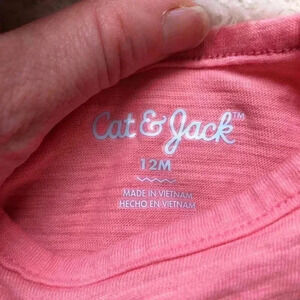 Cat & Jack™
12M
MADE IN VIETNAM
HECHO EN VIETNAM